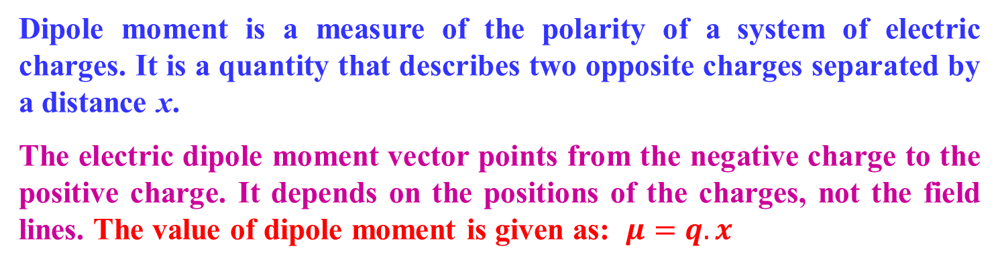 Dipole moment is a measure of the polarity of a system of electric
charges. It is a quantity that describes two opposite charges separated by
a distance x.
The electric dipole moment vector points from the negative charge to the
positive charge. It depends on the positions of the charges, not the field
lines. The value of dipole moment is given as: μ = q. x